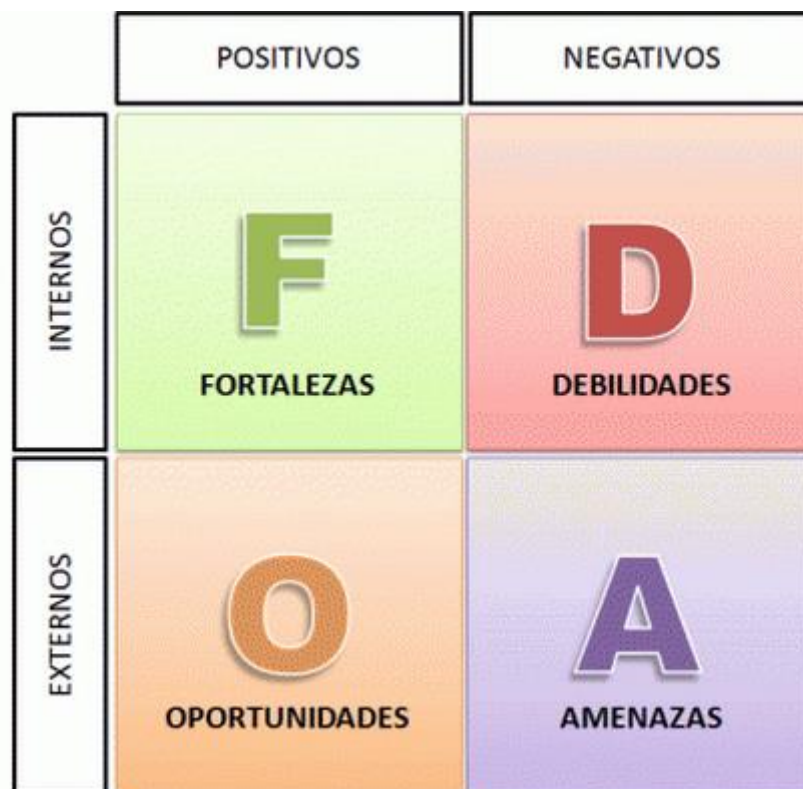 POSITIVOS
NEGATIVOS
INTERNOS
F
FORTALEZAS
D
DEBILIDADES
EXTERNOS
O
OPORTUNIDADES
A
AMENAZAS